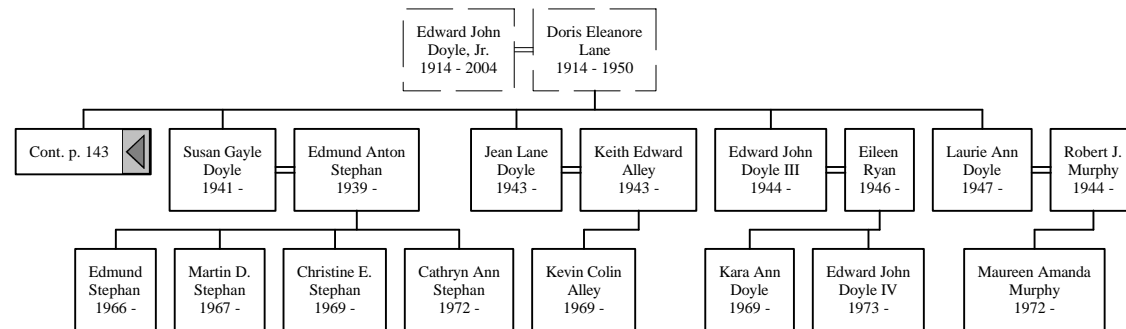 Edward John
Doyle, Jr.
1914 - 2004
Doris Eleanore
Lane
1914 - 1950
Cont. p. 143
Susan Gayle
Doyle
1941 -
Edmund Anton
Stephan
1939 -
Jean Lane
Doyle
1943 -
Keith Edward
Alley
1943 -
Edward John
Doyle III
1944 -
Eileen
Ryan
1946 -
Laurie Ann
Doyle
1947 -
Robert J.
Murphy
1944 -
Edmund
Stephan
1966 -
Martin D.
Stephan
1967 -
Christine E.
Stephan
1969 -
Cathryn Ann
Stephan
1972 -
Kevin Colin
Alley
1969 -
Kara Ann
Doyle
1969 -
Edward John
Doyle IV
1973 -
Maureen Amanda
Murphy
1972 -